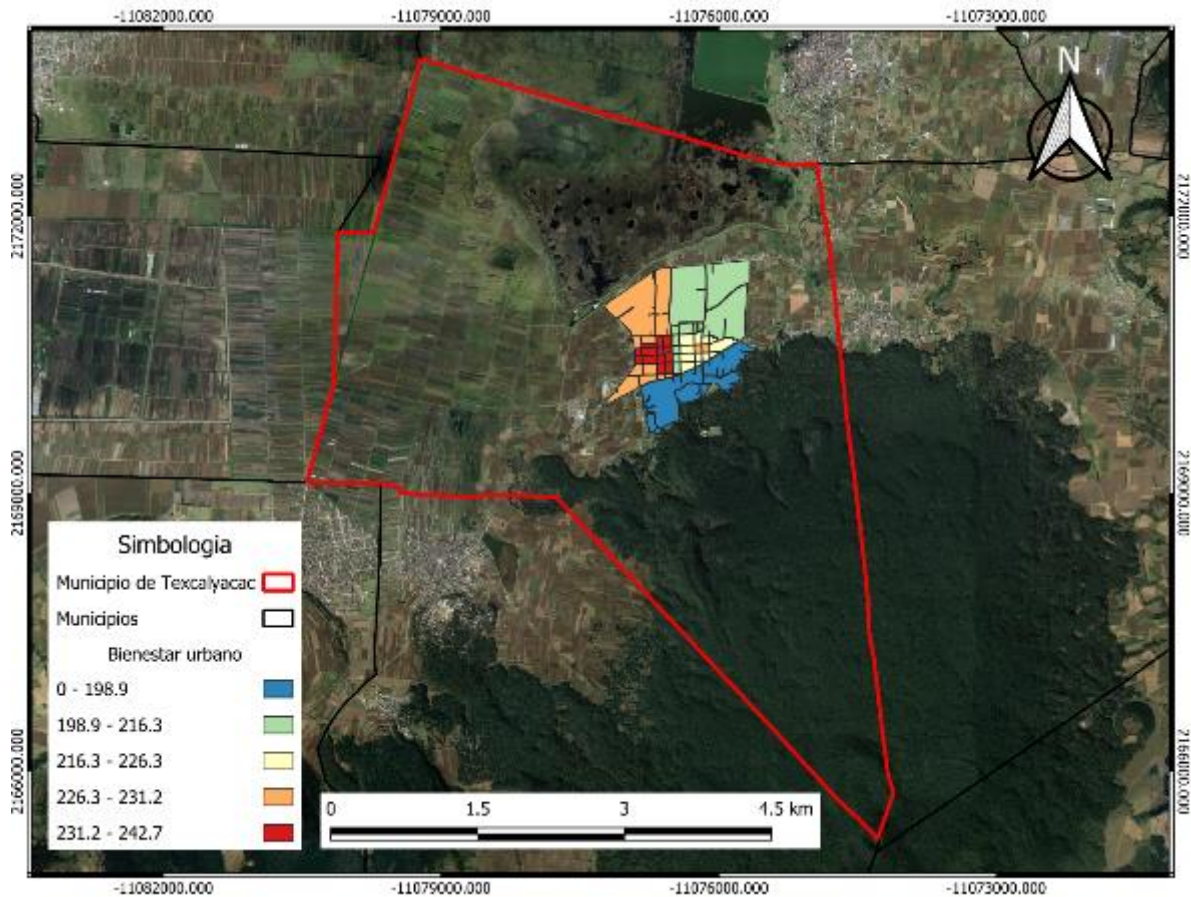 -11082000.000 -11079000.000 -11076000.000 -11073000.000
N
2172000.000 2172000.000
2169000.000 2169000.000
2166000.000 2166000.000
Simbologia
Municipio de Texcalyacac
Municipios
Bienestar urbano
0 - 198.9
198.9 - 216.3
216.3 - 226.3
226.3 - 231.2
231.2 - 242.7
0 1.5 3 4.5 km
-11082000.000 -11079000.000 -11076000.000 -11073000.000